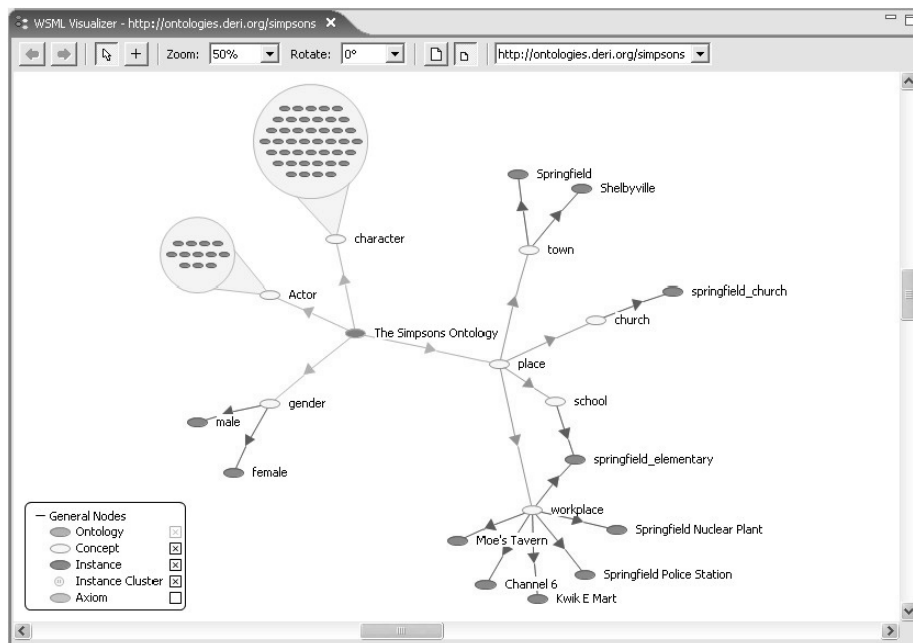 WSML Visualizer - http://ontologies.deri.org/simpsons
Zoom: 50% Rotate: 0° http://ontologies.deri.org/simpsons
Springfield
Shelbyville
character
town
springfield_church
Actor
church
The Simpsons Ontology
place
gender
school
male
springfield_elementary
female
workplace
General Nodes
Ontology
Concept
Instance
Instance Cluster
Axiom
Springfield Nuclear Plant
Moe's Tavern
Springfield Police Station
Channel 6
Kwik E Mart